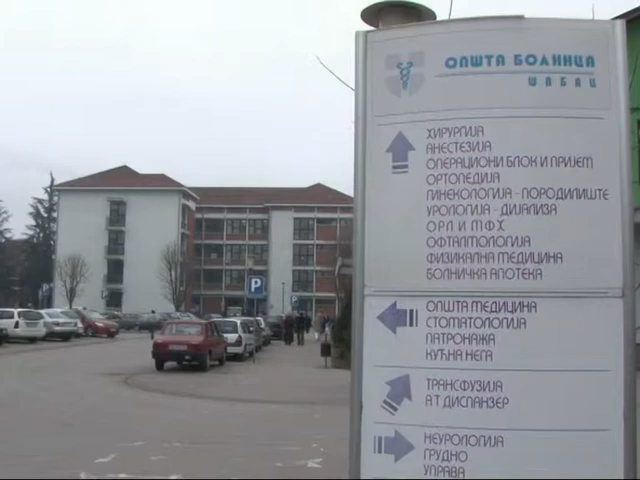 ОПШТА БОЛНИЦА
ШАБАЦ
ХИРУРГИЈА
АНЕСТЕЗИЈА
ОПЕРАЦИОНИ БЛОК И ПРИЈЕМ
ОРТОПЕДИЈА
ГИНЕКОЛОГИЈА - ПОРОДИЛИШТЕ
УРОЛОГИЈА - ДИЈАЛИЗА
ОРЛ И МФХ
ОФТАЛМОЛОГИЈА
ФИЗИКАЛНА МЕДИЦИНА
БОЛНИЧКА АПОТЕКА
ОПШТА МЕДИЦИНА
СТОМАТОЛОГИЈА
ПАТРОНАЖА
КУЋНА НЕГА
ТРАНСФУЗИЈА
АТ ДИСПАНЗЕР
НЕУРОЛОГИЈА
ГРУДНО
УПРАВА
P